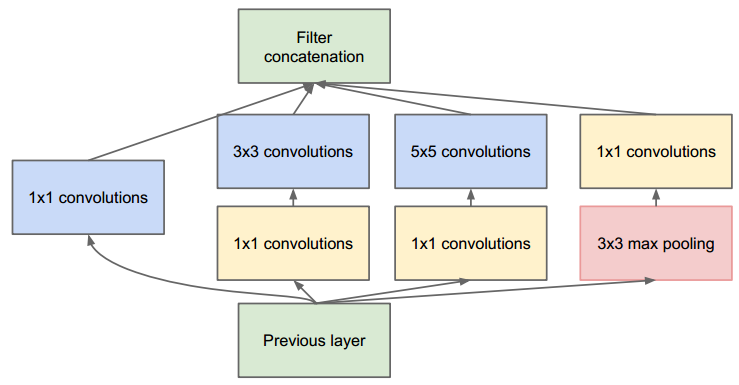 Filter
concatenation
3x3 convolutions
5x5 convolutions
1x1 convolutions
1x1 convolutions
1x1 convolutions
1x1 convolutions
3x3 max pooling
Previous layer